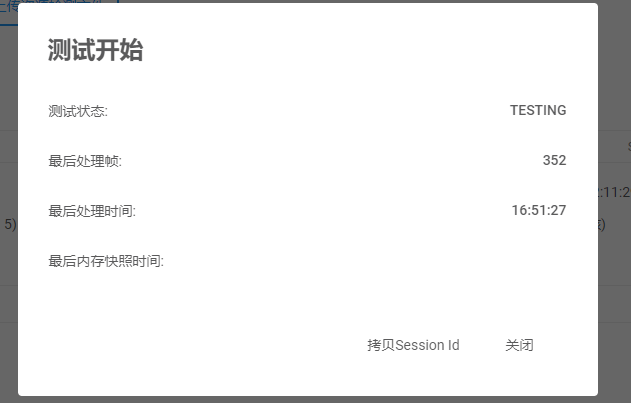 测试开始
测试状态: TESTING
最后处理帧: 352
最后处理时间: 16:51:27
最后内存快照时间:
5)
拷贝Session Id 关闭